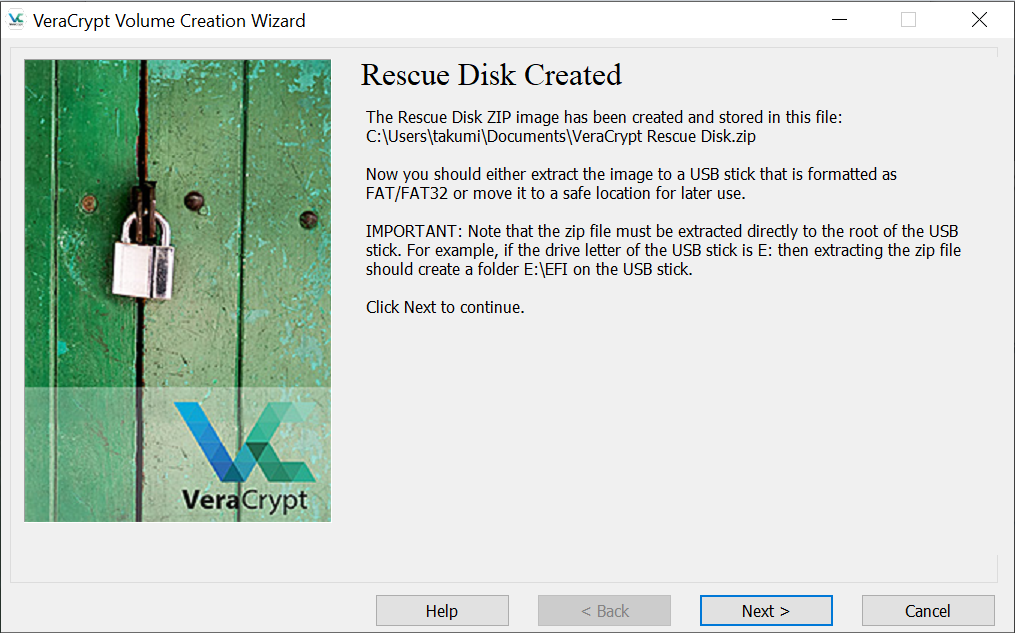 VeraCrypt Volume Creation Wizard
Rescue Disk Created
The Rescue Disk ZIP image has been created and stored in this file:
C:\Users\takumi\Documents\VeraCrypt Rescue Disk.zip
Now you should either extract the image to a USB stick that is formatted as
FAT/FAT32 or move it to a safe location for later use.
IMPORTANT: Note that the zip file must be extracted directly to the root of the USB
stick. For example, if the drive letter of the USB stick is E: then extracting the zip file
should create a folder E:\EFI on the USB stick.
Click Next to continue.
VeraCrypt
Help
< Back
Next >
Cancel